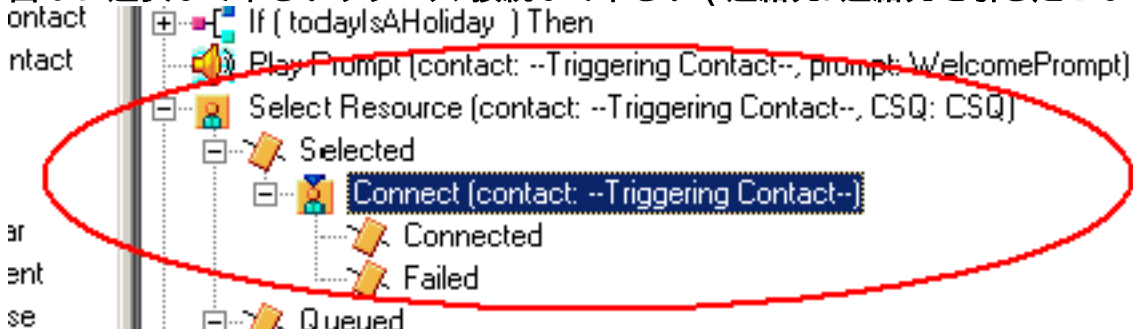 ontact
If ( todayIsAHoliday ) Then
ntact
Play Prompt (contact: --Triggering Contact--, prompt: WelcomePrompt)
Select Resource (contact: --Triggering Contact--, CSQ: CSQ)
Selected
Connect (contact: --Triggering Contact--)
ar
Connected
ent
Failed
se
Queued